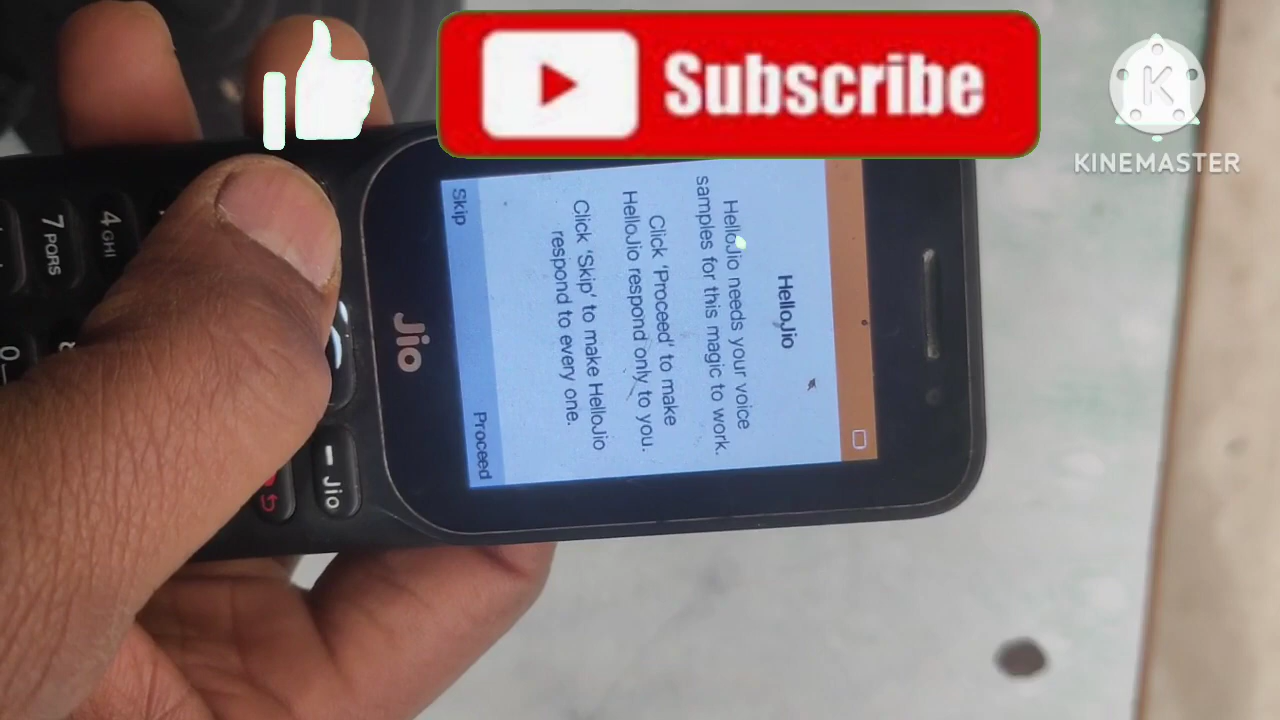 Subscribe
KINEMASTER
HelloJio
HelloJio needs your voice
samples for this magic to work.
Click 'Proceed' to make
HelloJio respond only to you.
Click 'Skip' to make HelloJio
respond to every one.
Skip
Proceed
Jio
Jio
4 GHI
7 PQRS
0